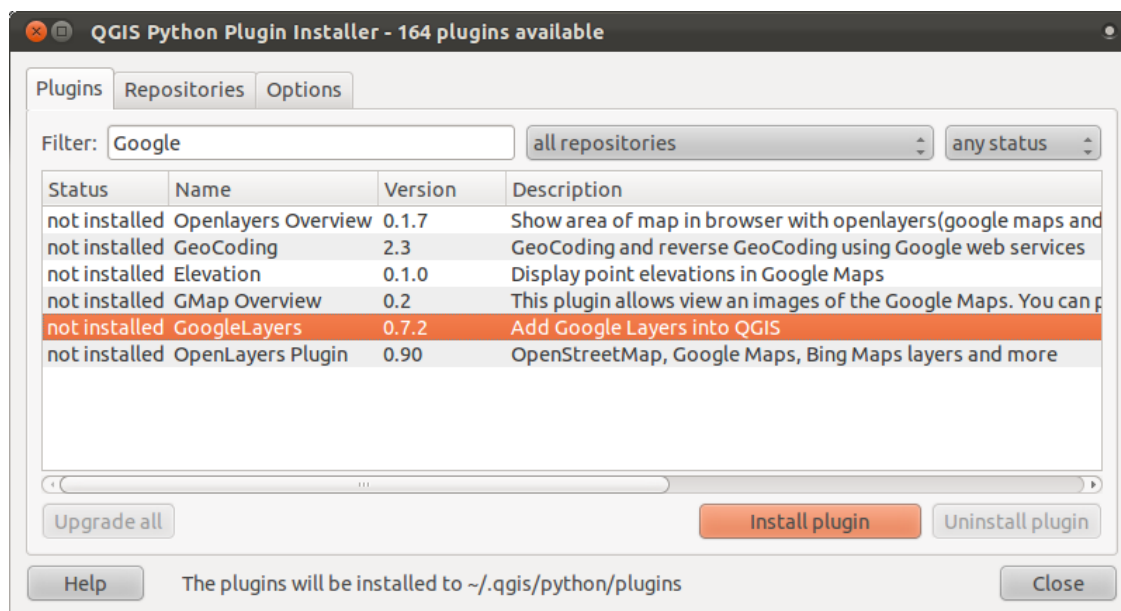 QGIS Python Plugin Installer - 164 plugins available
Plugins Repositories Options
Filter: Google all repositories any status
Status Name Version Description
not installed Openlayers Overview 0.1.7 Show area of map in browser with openlayers(google maps and
not installed GeoCoding 2.3 GeoCoding and reverse GeoCoding using Google web services
not installed Elevation 0.1.0 Display point elevations in Google Maps
not installed GMap Overview 0.2 This plugin allows view an images of the Google Maps. You can
not installed GoogleLayers 0.7.2 Add Google Layers into QGIS
not installed OpenLayers Plugin 0.90 OpenStreetMap, Google Maps, Bing Maps layers and more
Upgrade all Install plugin Uninstall plugin
Help The plugins will be installed to ~/.qgis/python/plugins Close